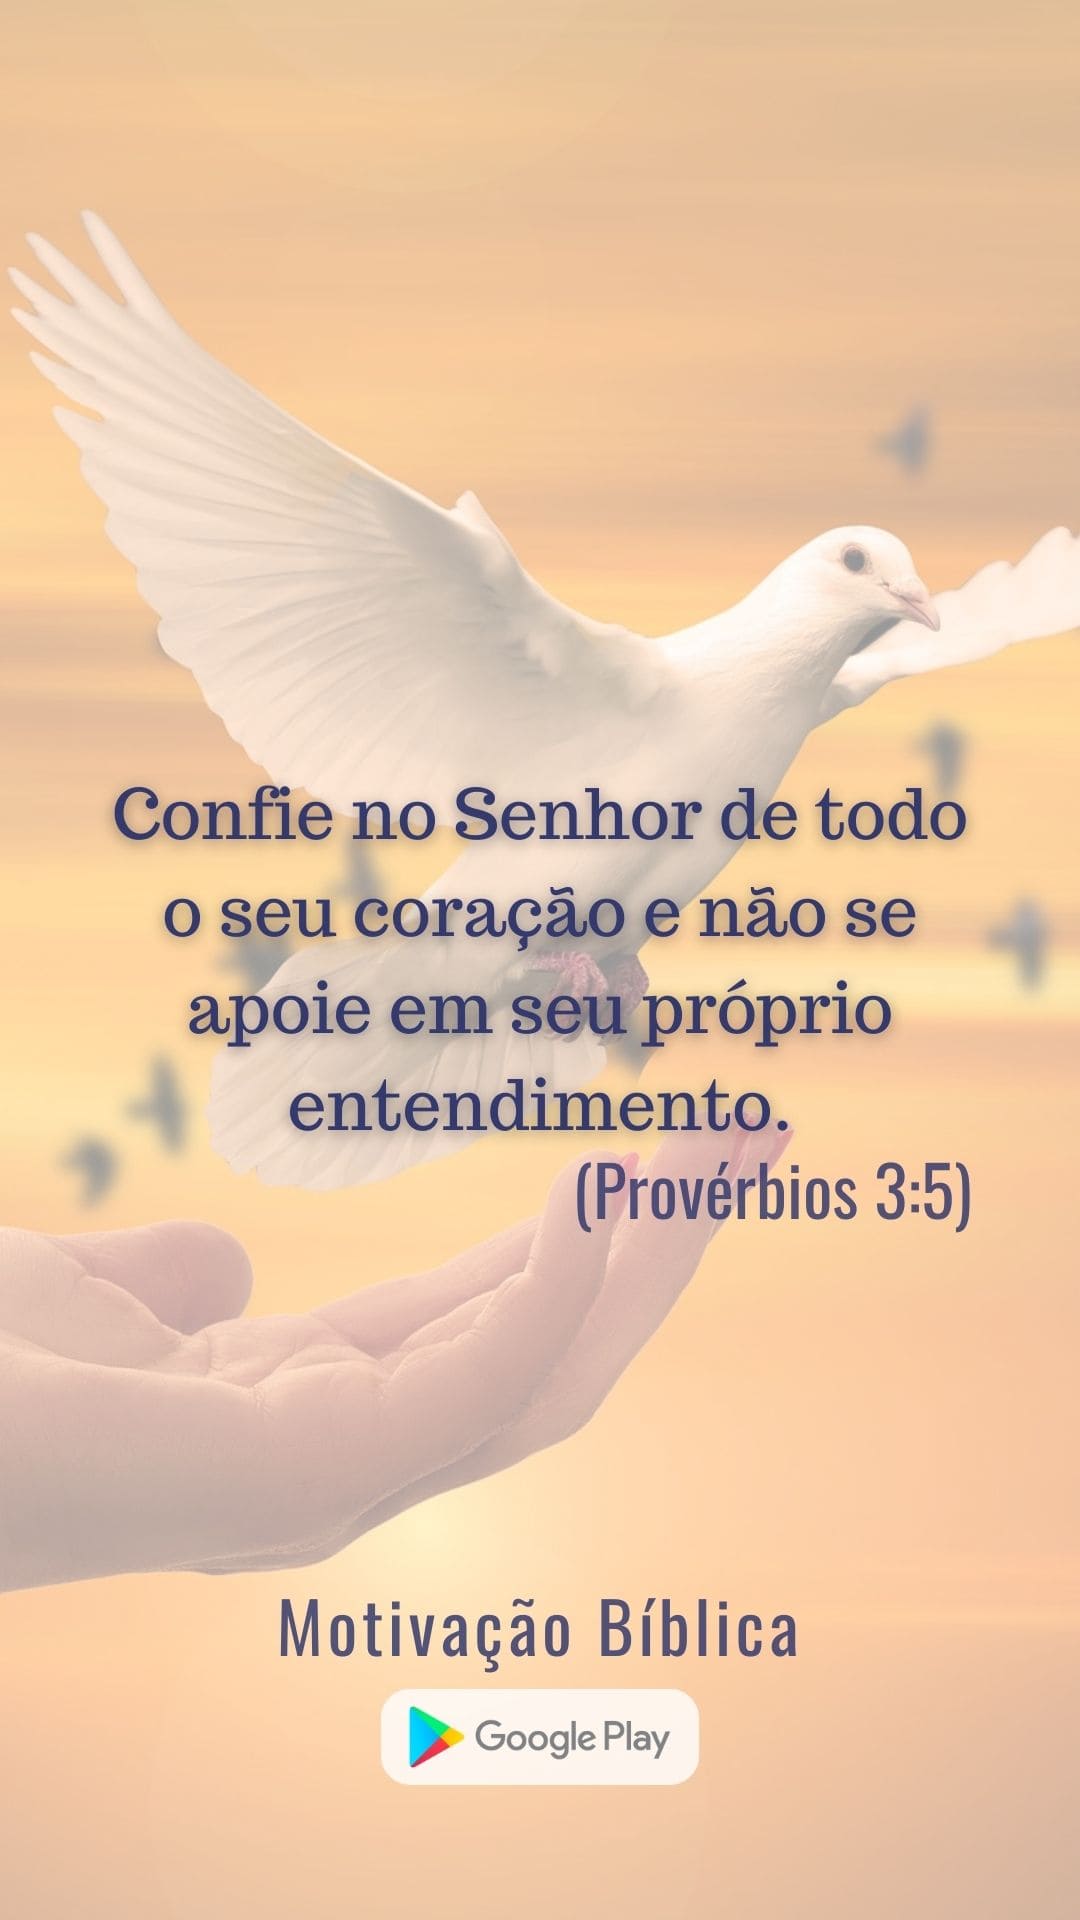 Confie no Senhor de todo
o seu coração e não se
apoie em seu próprio
entendimento.
(Provérbios 3:5)
Motivação Bíblica
Google Play